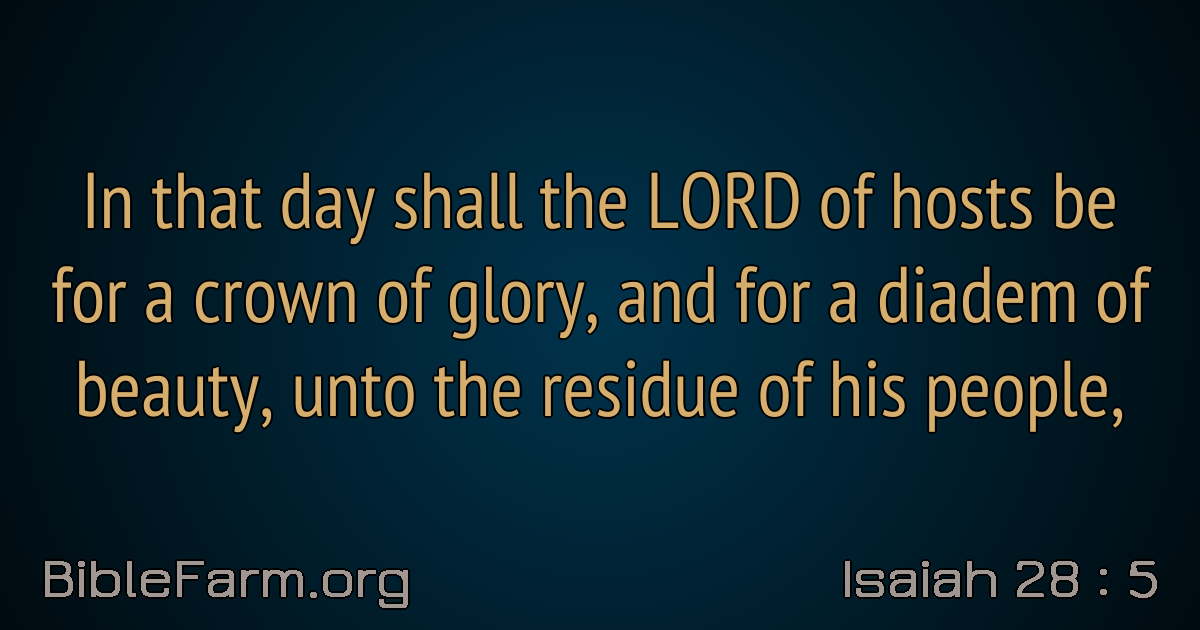 In that day shall the LORD of hosts be
for a crown of glory, and for a diadem of
beauty, unto the residue of his people,
BibleFarm.org
Isaiah 28 : 5